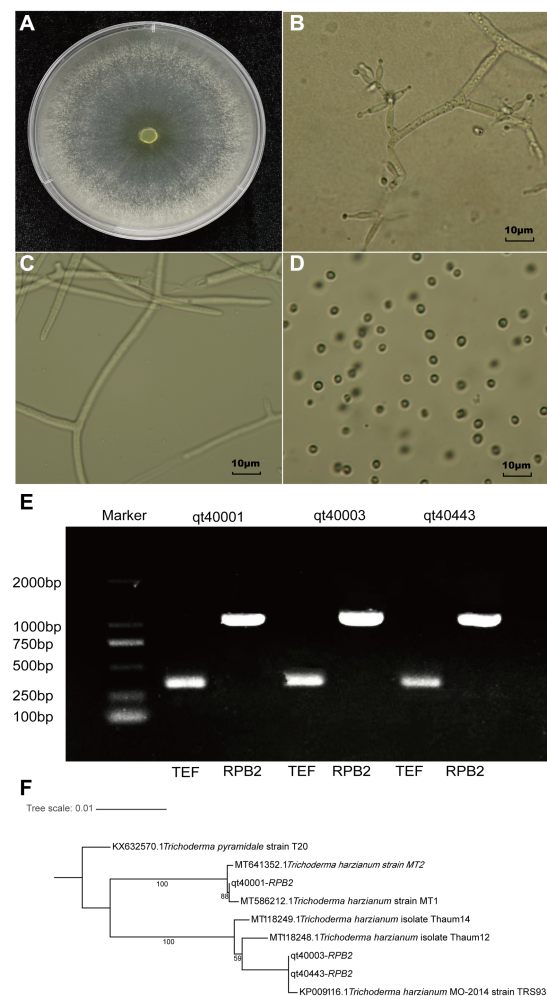 A
B
10μm
C
10μm
D
10μm
E
Marker qt40001 qt40003 qt40443
2000bp
1000bp
750bp
500bp
250bp
100bp
TEF RPB2 TEF RPB2 TEF RPB2
F
Tree scale: 0.01
KX632570.1Trichoderma pyramidale strain T20
MT641352.1Trichoderma harzianum strain MT2
100
qt40001-RPB2
88
MT586212.1Trichoderma harzianum strain MT1
MT118249.1Trichoderma harzianum isolate Thaum14
100
MT118248.1Trichoderma harzianum isolate Thaum12
59
qt40003-RPB2
qt40443-RPB2
KP009116.1Trichoderma harzianum MO-2014 strain TRS93